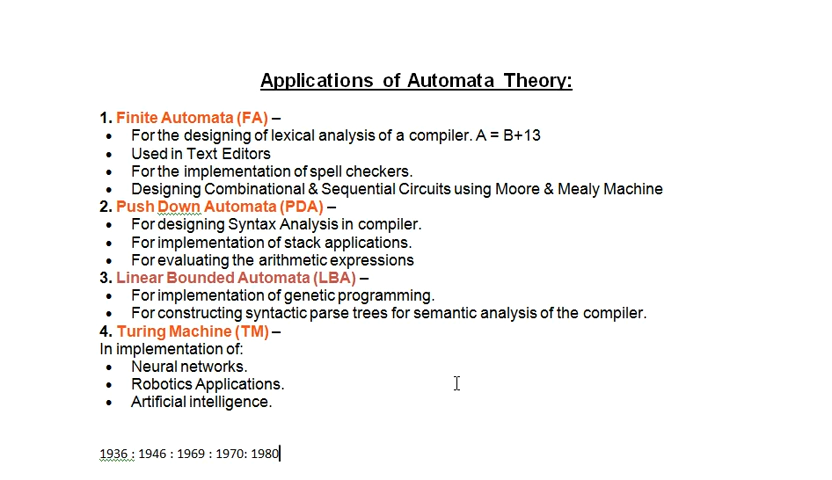 Applications of Automata Theory:
1. Finite Automata (FA) –
• For the designing of lexical analysis of a compiler. A = B+13
• Used in Text Editors
• For the implementation of spell checkers.
• Designing Combinational & Sequential Circuits using Moore & Mealy Machine
2. Push Down Automata (PDA) –
• For designing Syntax Analysis in compiler.
• For implementation of stack applications.
• For evaluating the arithmetic expressions
3. Linear Bounded Automata (LBA) –
• For implementation of genetic programming.
• For constructing syntactic parse trees for semantic analysis of the compiler.
4. Turing Machine (TM) –
In implementation of:
• Neural networks.
• Robotics Applications.
• Artificial intelligence.
1936 : 1946 : 1969 : 1970: 1980